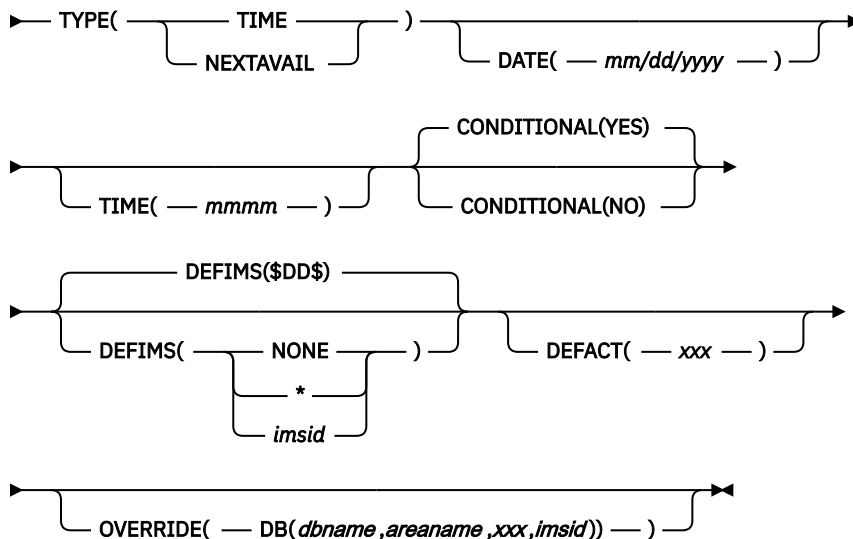 TYPE( TIME )
NEXTAVAIL
DATE( mm/dd/yyyy )
CONDITIONAL(YES)
TIME( mmmm )
CONDITIONAL(NO)
DEFIMS($DD$)
DEFIMS( NONE )
DEFACT( xxx )
*
imsid
OVERRIDE( DB(dbname,areaname,xxx,imsid)) )